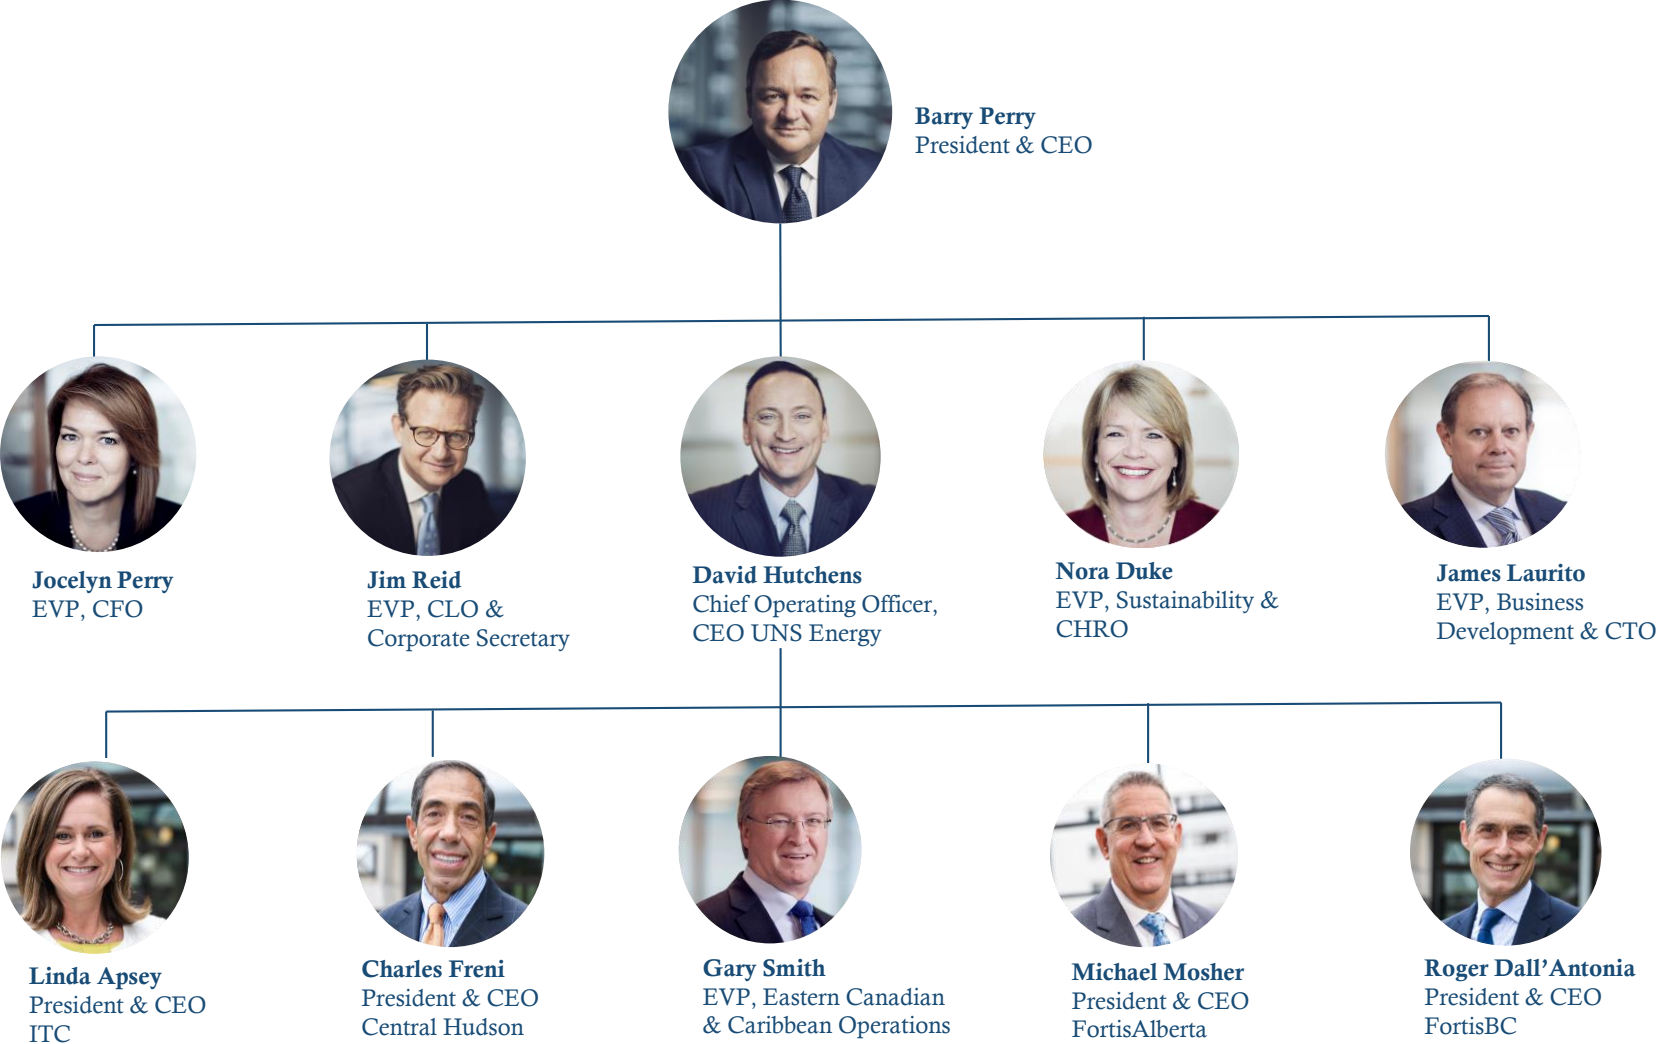 Barry Perry
President & CEO
Jocelyn Perry
EVP, CFO
Jim Reid
EVP, CLO &
Corporate Secretary
David Hutchens
Chief Operating Officer,
CEO UNS Energy
Nora Duke
EVP, Sustainability &
CHRO
James Laurito
EVP, Business
Development & CTO
Linda Apsey
President & CEO
ITC
Charles Freni
President & CEO
Central Hudson
Gary Smith
EVP, Eastern Canadian
& Caribbean Operations
Michael Mosher
President & CEO
FortisAlberta
Roger Dall’Antonia
President & CEO
FortisBC